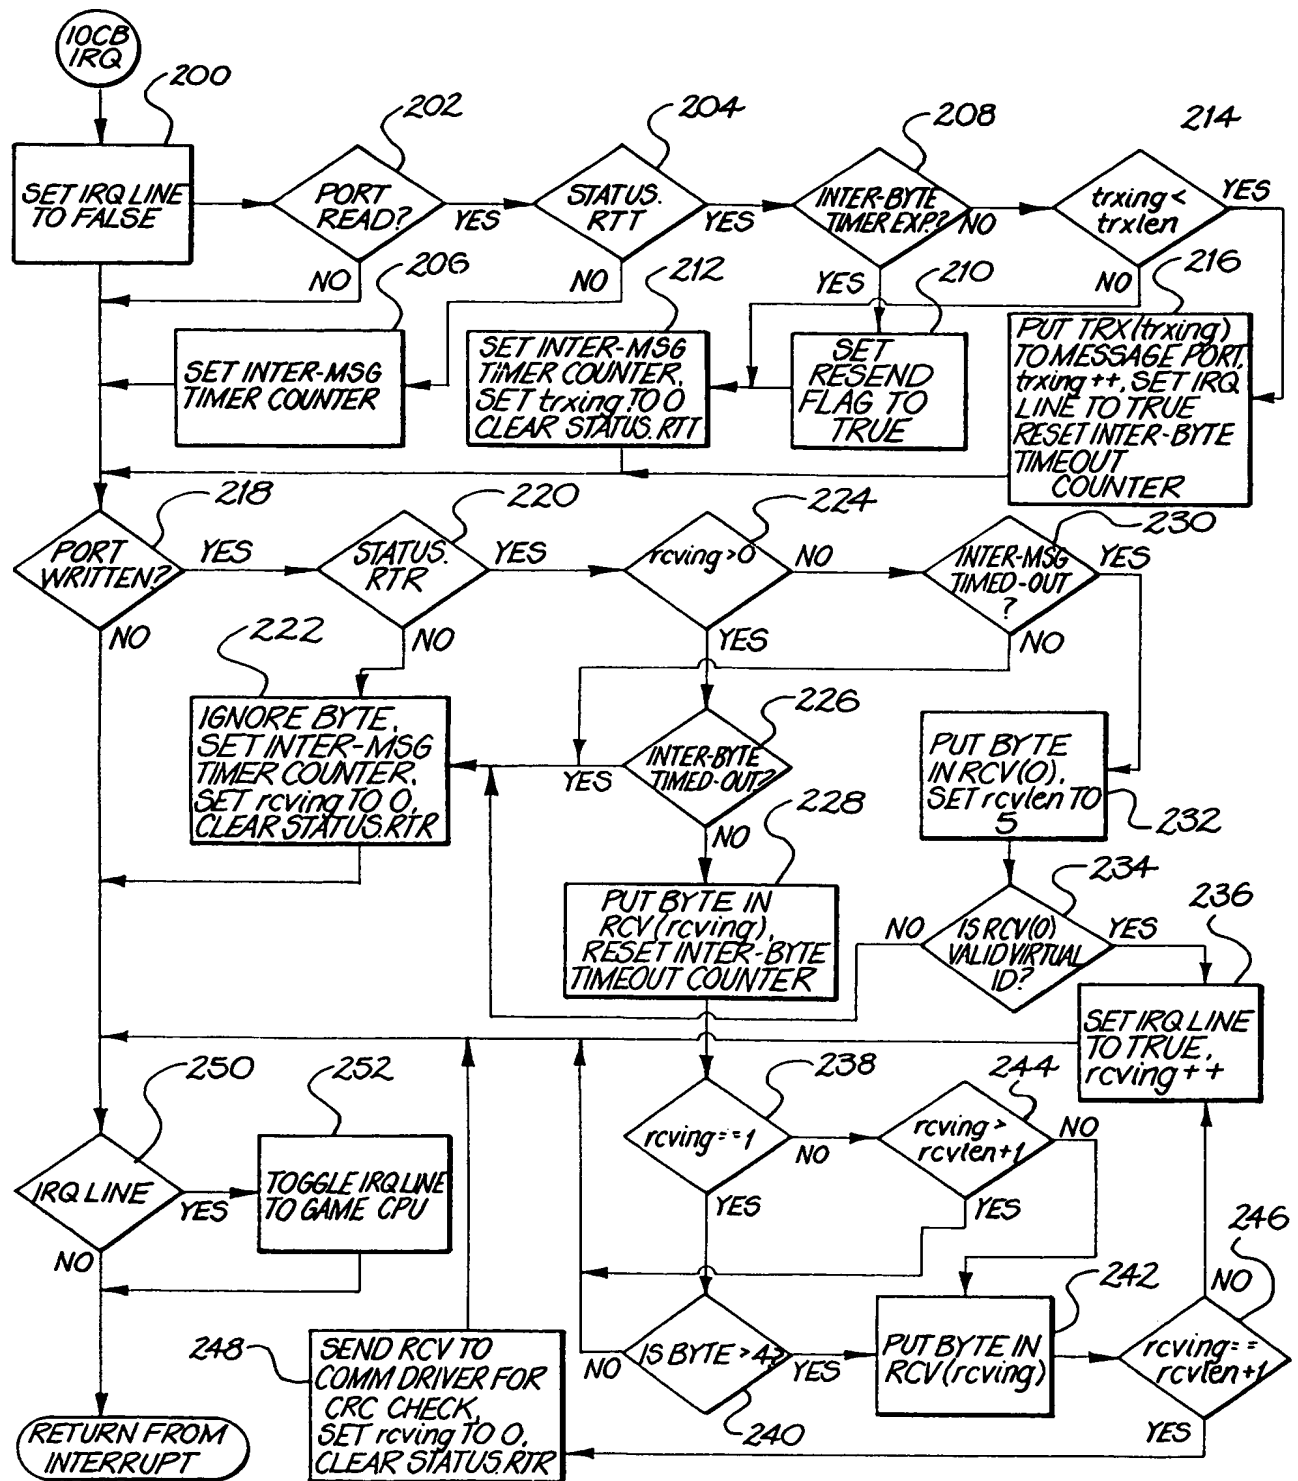 IOCB
IRQ
200
SET IRQ LINE
TO FALSE
202
PORT
READ?
YES
NO
204
STATUS.
RTT
YES
NO
208
INTER-BYTE
TIMER EXP.?
NO
YES
214
trxing <
trxlen
YES
NO
206
SET INTER-MSG
TIMER COUNTER
212
SET INTER-MSG
TIMER COUNTER,
SET trxing TO 0
CLEAR STATUS.RTT
210
SET
RESEND
FLAG TO
TRUE
216
PUT TRX(trxing)
TO MESSAGE PORT,
trxing++, SET IRQ
LINE TO TRUE
RESET INTER-BYTE
TIMEOUT
COUNTER
218
PORT
WRITTEN?
YES
NO
220
STATUS.
RTR
YES
NO
224
rcving >0
NO
YES
230
INTER-MSG
TIMED-OUT
?
YES
NO
222
IGNORE BYTE,
SET INTER-MSG
TIMER COUNTER,
SET rcving TO 0,
CLEAR STATUS.RTR
226
INTER-BYTE
TIMED-OUT?
YES
NO
PUT BYTE
IN RCV(0),
SET rcvlen TO
5
232
228
PUT BYTE IN
RCV(rcving),
RESET INTER-BYTE
TIMEOUT COUNTER
234
IS RCV(0)
VALID VIRTUAL
ID?
NO
YES
236
SET IRQ LINE
TO TRUE,
rcving ++
250
IRQ LINE
YES
NO
252
TOGGLE IRQ LINE
TO GAME CPU
238
rcving==1
NO
YES
244
rcving >
rcvlen+1
NO
YES
246
rcving==
rcvlen+1
NO
YES
242
PUT BYTE IN
RCV(rcving)
IS BYTE >4?
NO
YES
240
248
SEND RCV TO
COMM DRIVER FOR
CRC CHECK,
SET rcving TO 0,
CLEAR STATUS.RTR
RETURN FROM
INTERRUPT